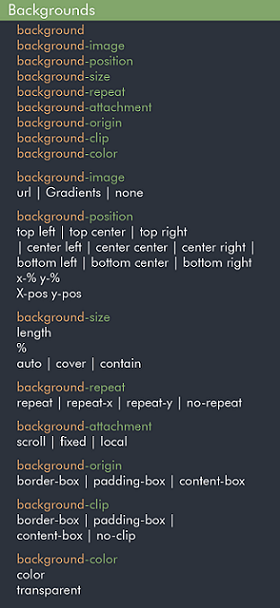 Backgrounds
background
background-image
background-position
background-size
background-repeat
background-attachment
background-origin
background-clip
background-color
background-image
url | Gradients | none
background-position
top left | top center | top right
| center left | center center | center right |
bottom left | bottom center | bottom right
x-% y-%
X-pos y-pos
background-size
length
%
auto | cover | contain
background-repeat
repeat | repeat-x | repeat-y | no-repeat
background-attachment
scroll | fixed | local
background-origin
border-box | padding-box | content-box
background-clip
border-box | padding-box |
content-box | no-clip
background-color
color
transparent